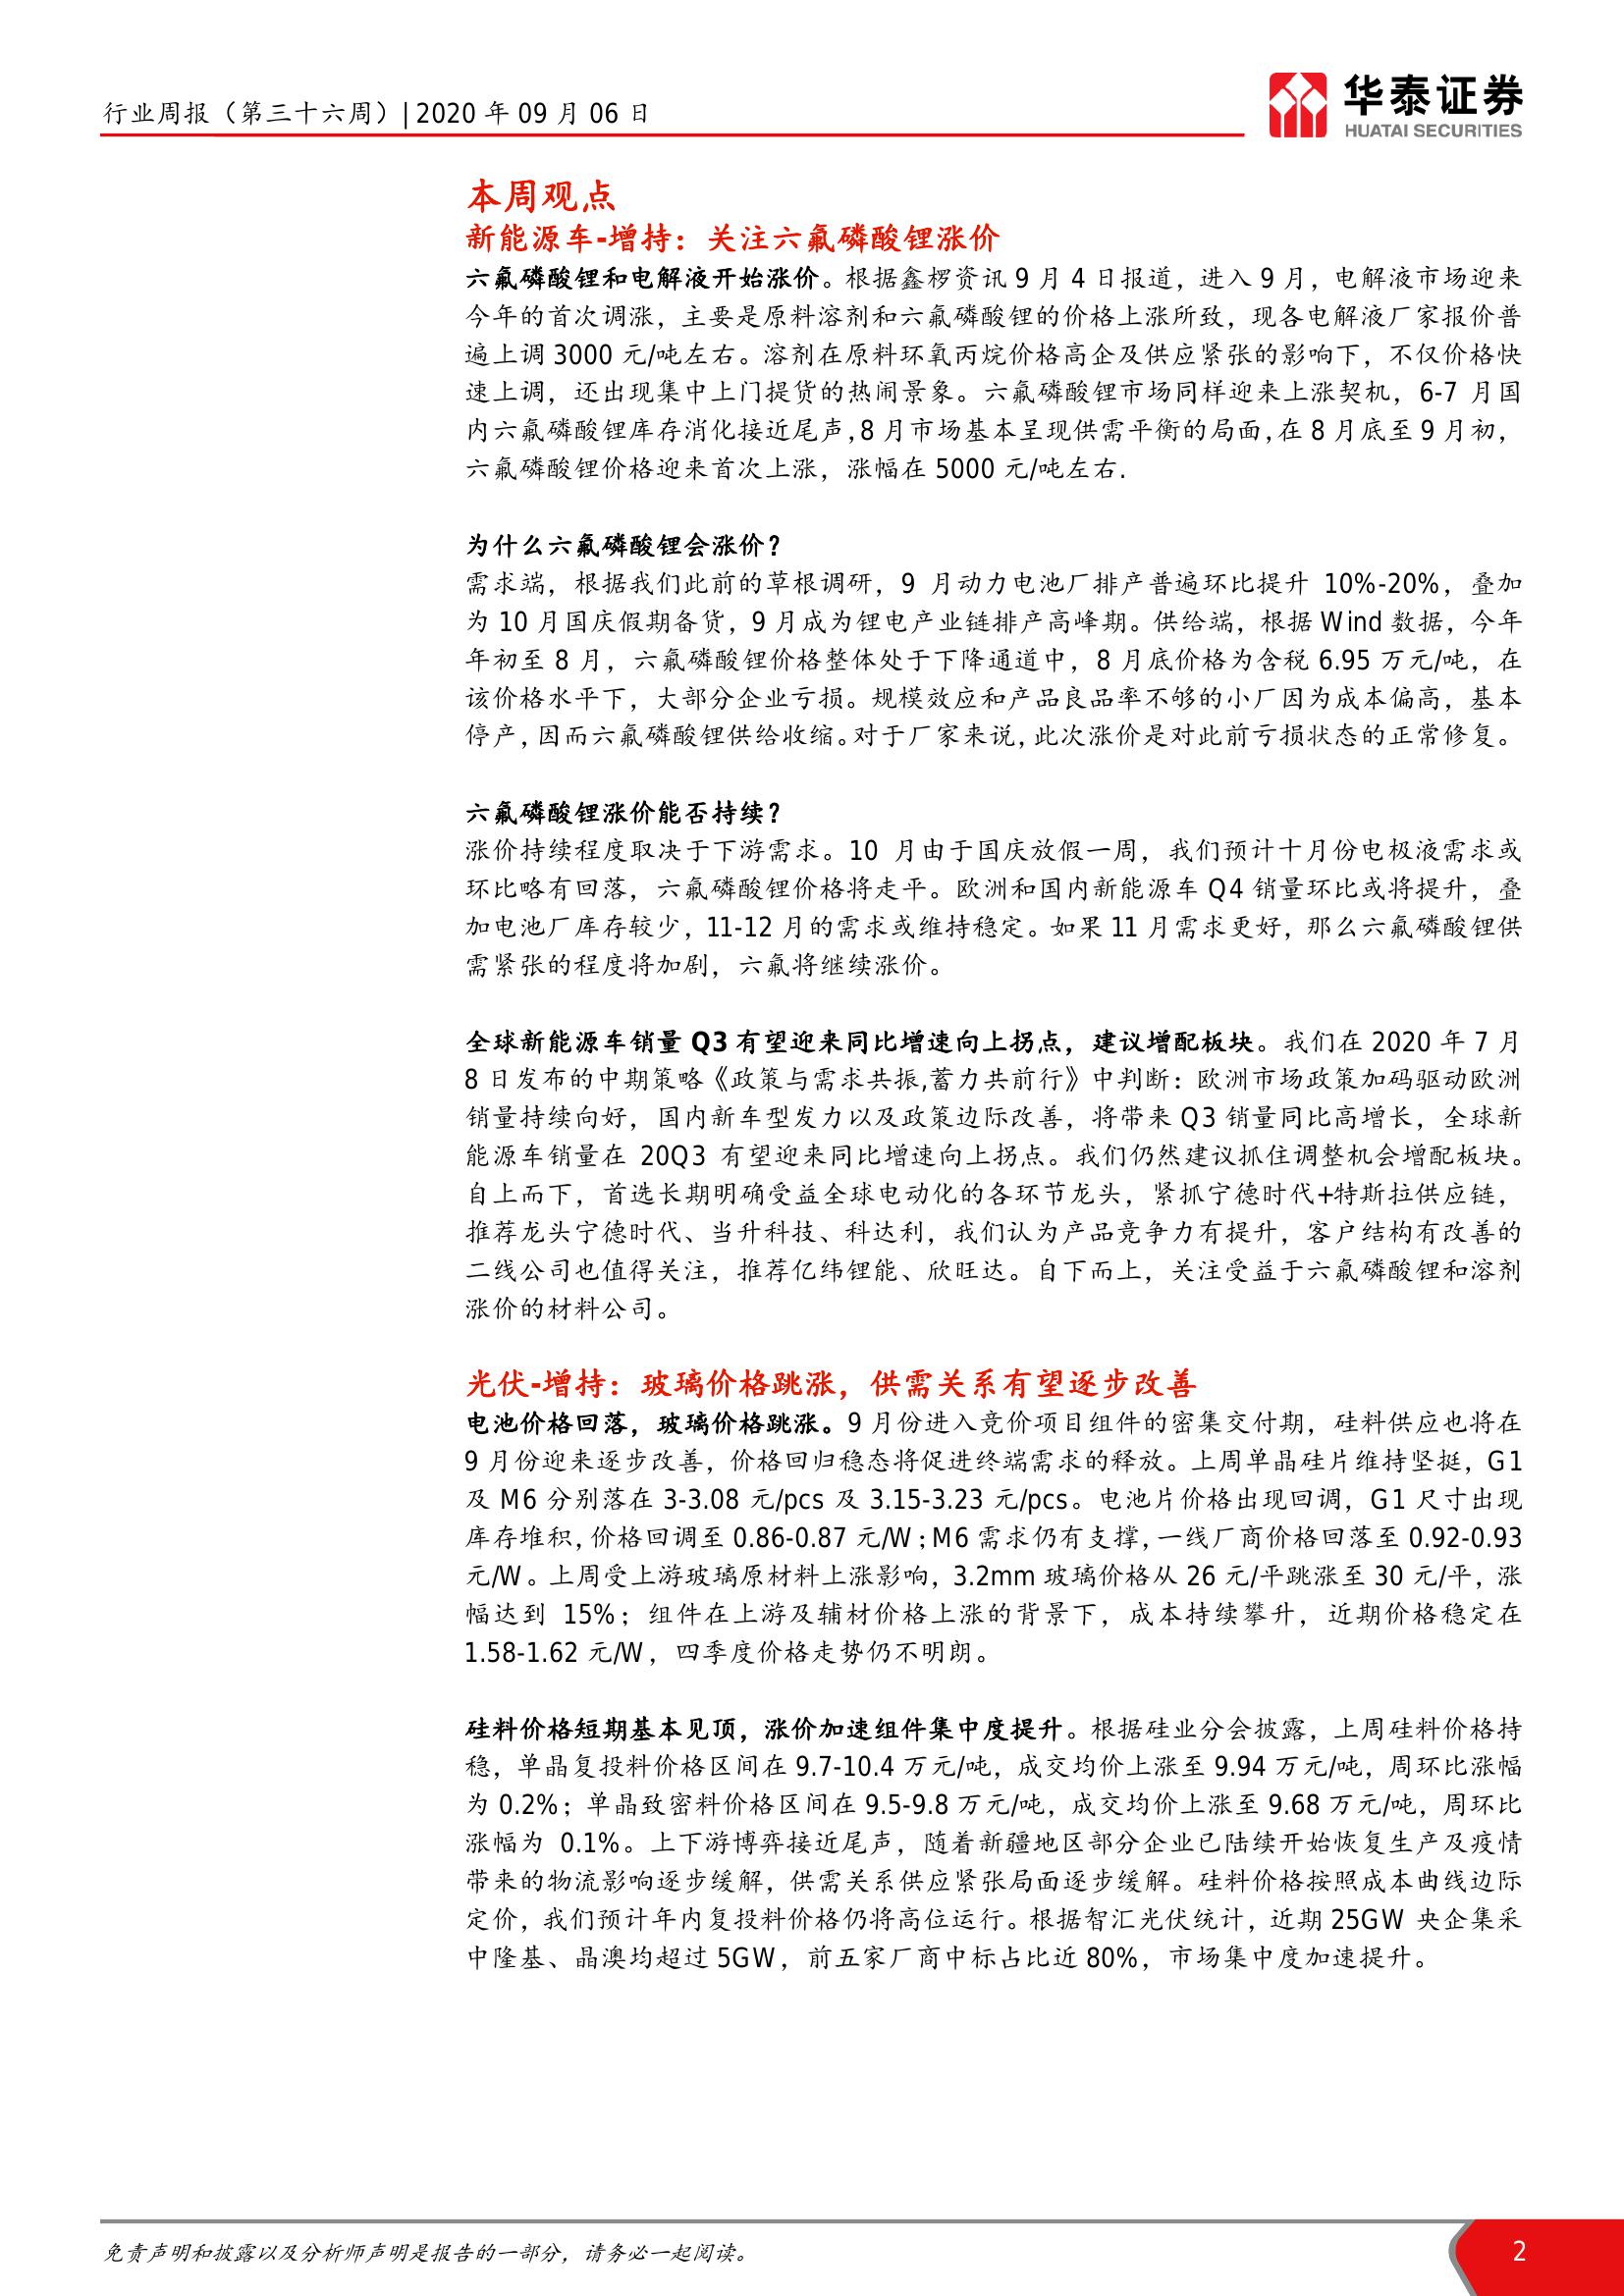 行业周报（第三十六周）| 2020 年 09 月 06 日
华泰证券
HUATAI SECURITIES
本周观点
新能源车-增持：关注六氟磷酸锂涨价
六氟磷酸锂和电解液开始涨价。根据鑫椤资讯 9 月 4 日报道，进入 9 月，电解液市场迎来
今年的首次调涨，主要是原料溶剂和六氟磷酸锂的价格上涨所致，现各电解液厂家报价普
遍上调 3000 元/吨左右。溶剂在原料环氧丙烷价格高企及供应紧张的影响下，不仅价格快
速上调，还出现集中上门提货的热闹景象。六氟磷酸锂市场同样迎来上涨契机，6-7 月国
内六氟磷酸锂库存消化接近尾声,8 月市场基本呈现供需平衡的局面,在 8 月底至 9 月初，
六氟磷酸锂价格迎来首次上涨，涨幅在 5000 元/吨左右.
为什么六氟磷酸锂会涨价？
需求端，根据我们此前的草根调研，9 月动力电池厂排产普遍环比提升 10%-20%，叠加
为 10 月国庆假期备货，9 月成为锂电产业链排产高峰期。供给端，根据 Wind 数据，今年
年初至 8 月，六氟磷酸锂价格整体处于下降通道中，8 月底价格为含税 6.95 万元/吨，在
该价格水平下，大部分企业亏损。规模效应和产品良品率不够的小厂因为成本偏高，基本
停产，因而六氟磷酸锂供给收缩。对于厂家来说，此次涨价是对此前亏损状态的正常修复。
六氟磷酸锂涨价能否持续？
涨价持续程度取决于下游需求。10 月由于国庆放假一周，我们预计十月份电极液需求或
环比略有回落，六氟磷酸锂价格将走平。欧洲和国内新能源车 Q4 销量环比或将提升，叠
加电池厂库存较少，11-12 月的需求或维持稳定。如果 11 月需求更好，那么六氟磷酸锂供
需紧张的程度将加剧，六氟将继续涨价。
全球新能源车销量 Q3 有望迎来同比增速向上拐点，建议增配板块。我们在 2020 年 7 月
8 日发布的中期策略《政策与需求共振,蓄力共前行》中判断：欧洲市场政策加码驱动欧洲
销量持续向好，国内新车型发力以及政策边际改善，将带来 Q3 销量同比高增长，全球新
能源车销量在 20Q3 有望迎来同比增速向上拐点。我们仍然建议抓住调整机会增配板块。
自上而下，首选长期明确受益全球电动化的各环节龙头，紧抓宁德时代+特斯拉供应链，
推荐龙头宁德时代、当升科技、科达利，我们认为产品竞争力有提升，客户结构有改善的
二线公司也值得关注，推荐亿纬锂能、欣旺达。自下而上，关注受益于六氟磷酸锂和溶剂
涨价的材料公司。
光伏-增持：玻璃价格跳涨，供需关系有望逐步改善
电池价格回落，玻璃价格跳涨。9 月份进入竞价项目组件的密集交付期，硅料供应也将在
9 月份迎来逐步改善，价格回归稳态将促进终端需求的释放。上周单晶硅片维持坚挺，G1
及 M6 分别落在 3-3.08 元/pcs 及 3.15-3.23 元/pcs。电池片价格出现回调，G1 尺寸出现
库存堆积，价格回调至 0.86-0.87 元/W；M6 需求仍有支撑，一线厂商价格回落至 0.92-0.93
元/W。上周受上游玻璃原材料上涨影响，3.2mm 玻璃价格从 26 元/平跳涨至 30 元/平，涨
幅达到 15%；组件在上游及辅材价格上涨的背景下，成本持续攀升，近期价格稳定在
1.58-1.62 元/W，四季度价格走势仍不明朗。
硅料价格短期基本见顶，涨价加速组件集中度提升。根据硅业分会披露，上周硅料价格持
稳，单晶复投料价格区间在 9.7-10.4 万元/吨，成交均价上涨至 9.94 万元/吨，周环比涨幅
为 0.2%；单晶致密料价格区间在 9.5-9.8 万元/吨，成交均价上涨至 9.68 万元/吨，周环比
涨幅为 0.1%。上下游博弈接近尾声，随着新疆地区部分企业已陆续开始恢复生产及疫情
带来的物流影响逐步缓解，供需关系供应紧张局面逐步缓解。硅料价格按照成本曲线边际
定价，我们预计年内复投料价格仍将高位运行。根据智汇光伏统计，近期 25GW 央企集采
中隆基、晶澳均超过 5GW，前五家厂商中标占比近 80%，市场集中度加速提升。
免责声明和披露以及分析师声明是报告的一部分，请务必一起阅读。
2